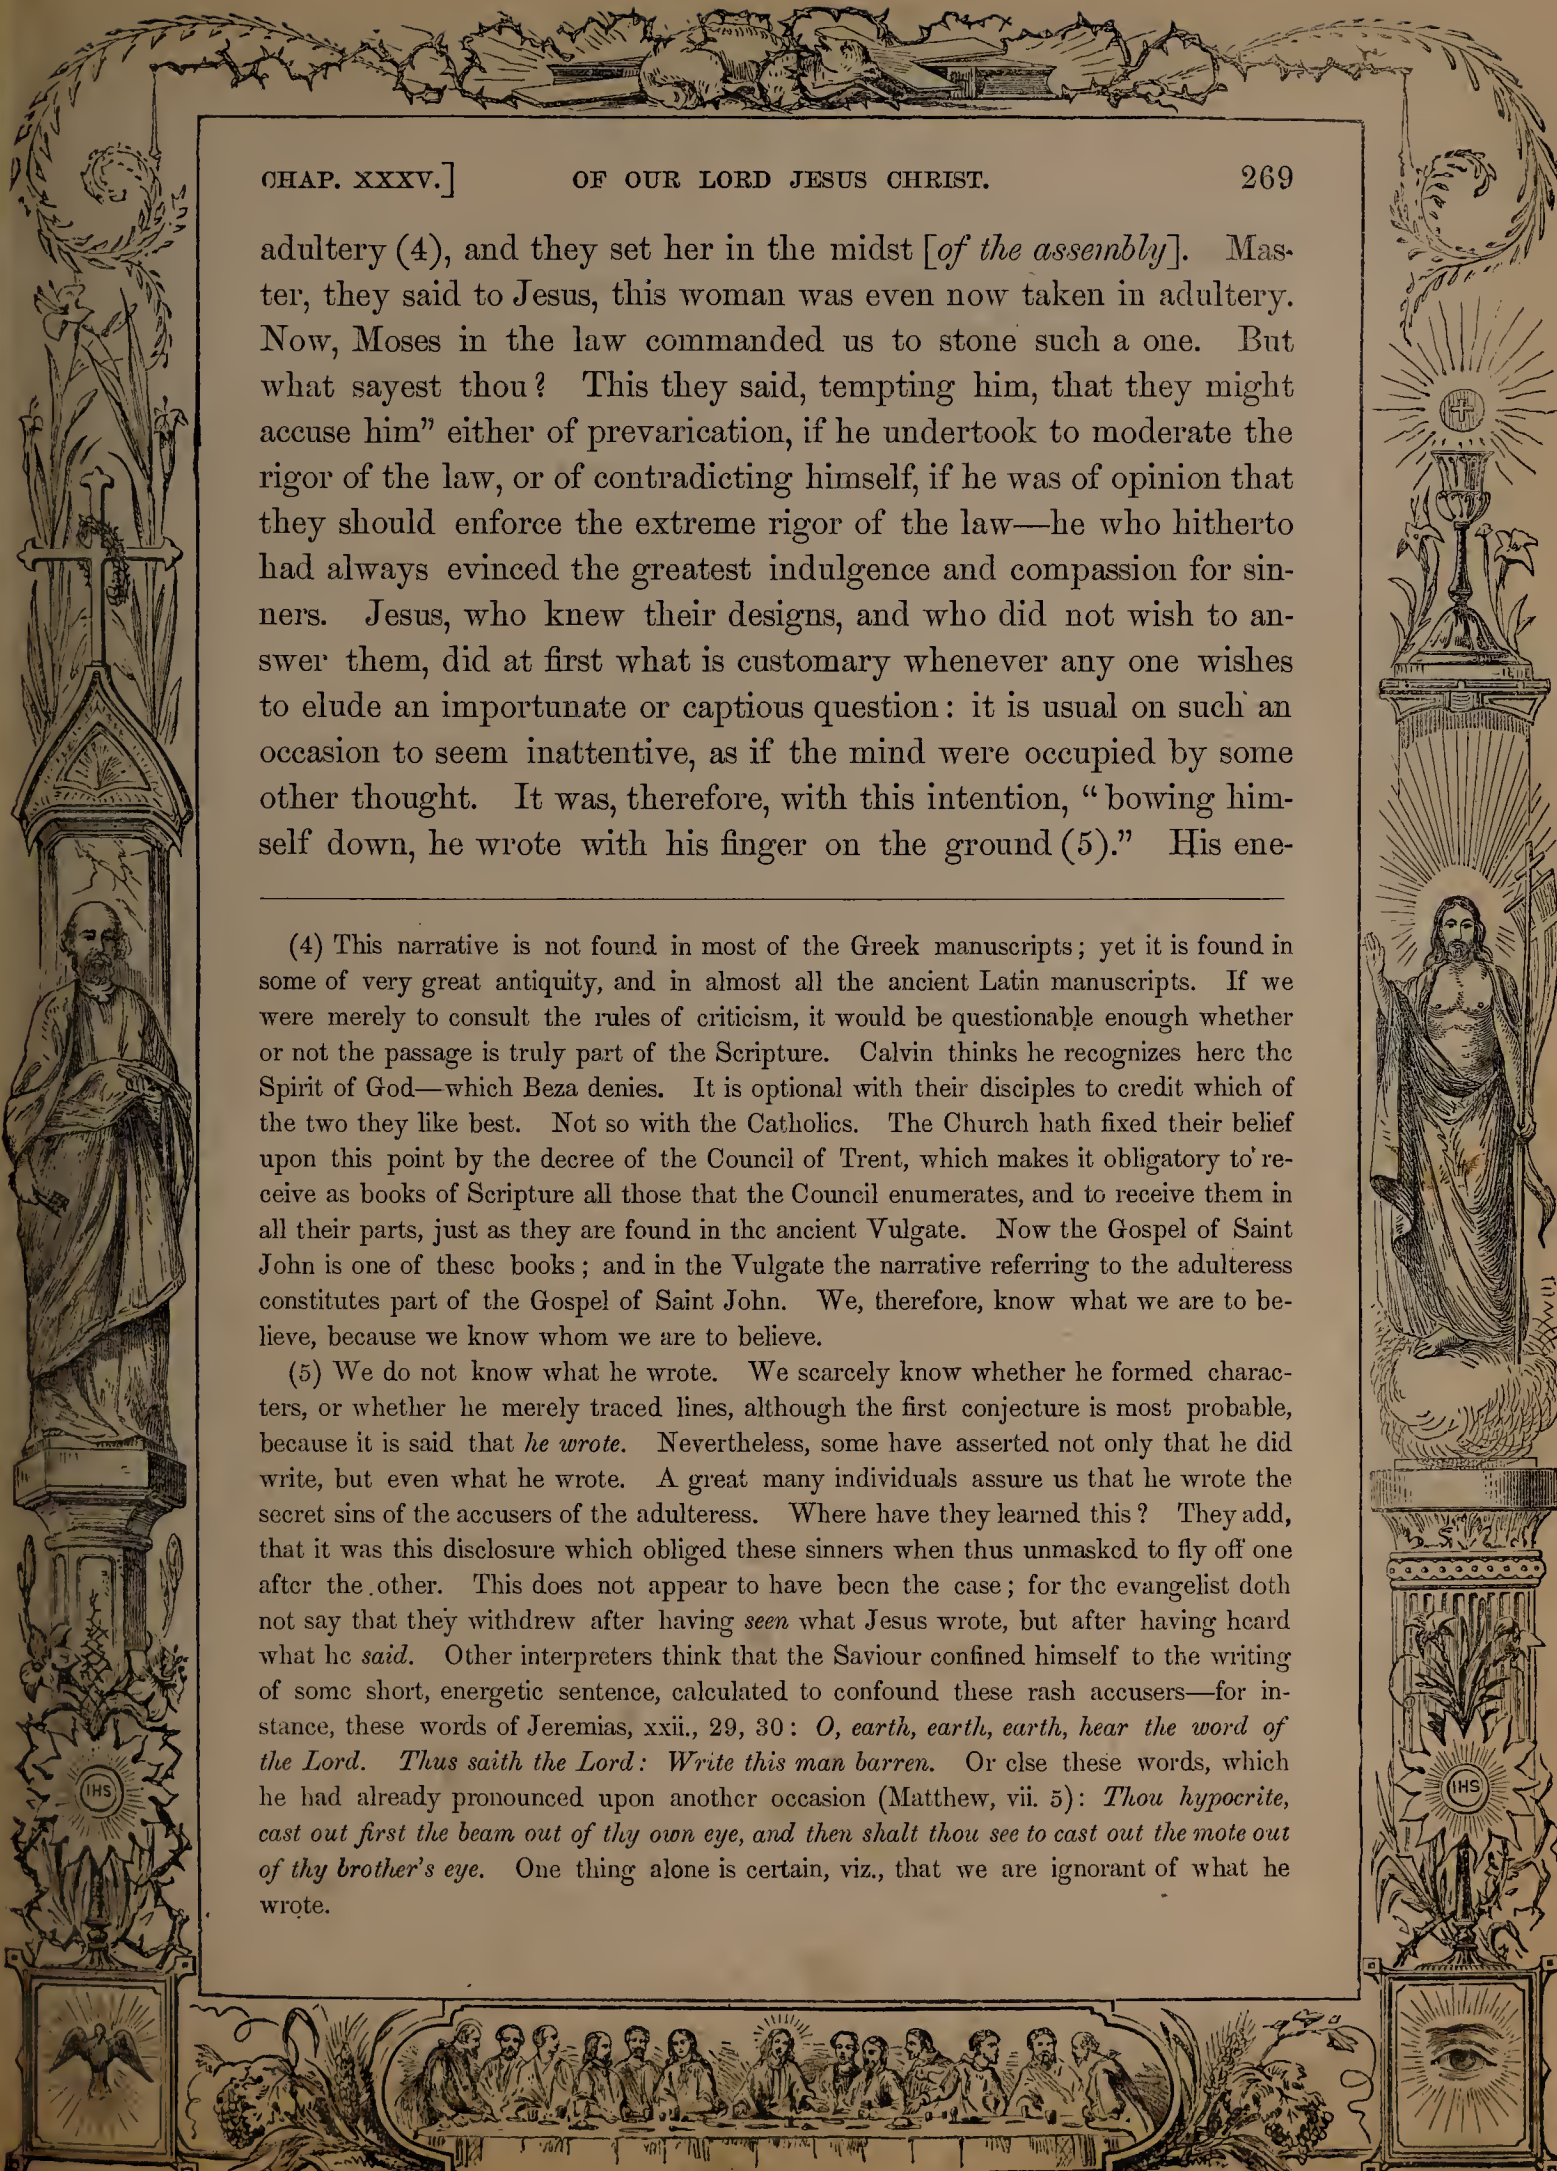 CHAP. XXXV.] OF OUR LORD JESUS CHRIST. 269
adultery (4), and they set her in the midst [of the assembly]. Mas-
ter, they said to Jesus, this woman was even now taken in adultery.
Now, Moses in the law commanded us to stone such a one. But
what sayest thou? This they said, tempting him, that they might
accuse him” either of prevarication, if he undertook to moderate the
rigor of the law, or of contradicting himself, if he was of opinion that
they should enforce the extreme rigor of the law—he who hitherto
had always evinced the greatest indulgence and compassion for sin-
ners. Jesus, who knew their designs, and who did not wish to an-
swer them, did at first what is customary whenever any one wishes
to elude an importunate or captious question: it is usual on such an
occasion to seem inattentive, as if the mind were occupied by some
other thought. It was, therefore, with this intention, “bowing him-
self down, he wrote with his finger on the ground (5).” His ene-
(4) This narrative is not found in most of the Greek manuscripts; yet it is found in
some of very great antiquity, and in almost all the ancient Latin manuscripts. If we
were merely to consult the rules of criticism, it would be questionable enough whether
or not the passage is truly part of the Scripture. Calvin thinks he recognizes here the
Spirit of God—which Beza denies. It is optional with their disciples to credit which of
the two they like best. Not so with the Catholics. The Church hath fixed their belief
upon this point by the decree of the Council of Trent, which makes it obligatory to re-
ceive as books of Scripture all those that the Council enumerates, and to receive them in
all their parts, just as they are found in the ancient Vulgate. Now the Gospel of Saint
John is one of these books; and in the Vulgate the narrative referring to the adulteress
constitutes part of the Gospel of Saint John. We, therefore, know what we are to be-
lieve, because we know whom we are to believe.
(5) We do not know what he wrote. We scarcely know whether he formed charac-
ters, or whether he merely traced lines, although the first conjecture is most probable,
because it is said that he wrote. Nevertheless, some have asserted not only that he did
write, but even what he wrote. A great many individuals assure us that he wrote the
secret sins of the accusers of the adulteress. Where have they learned this? They add,
that it was this disclosure which obliged these sinners when thus unmasked to fly off one
after the other. This does not appear to have been the case; for the evangelist doth
not say that they withdrew after having seen what Jesus wrote, but after having heard
what he said. Other interpreters think that the Saviour confined himself to the writing
of some short, energetic sentence, calculated to confound these rash accusers—for in-
stance, these words of Jeremias, xxii., 29, 30: O, earth, earth, earth, hear the word of
the Lord. Thus saith the Lord: Write this man barren. Or else these words, which
he had already pronounced upon another occasion (Matthew, vii. 5): Thou hypocrite,
cast out first the beam out of thy own eye, and then shalt thou see to cast out the mote out
of thy brother's eye. One thing alone is certain, viz., that we are ignorant of what he
wrote.
IHS
IHS